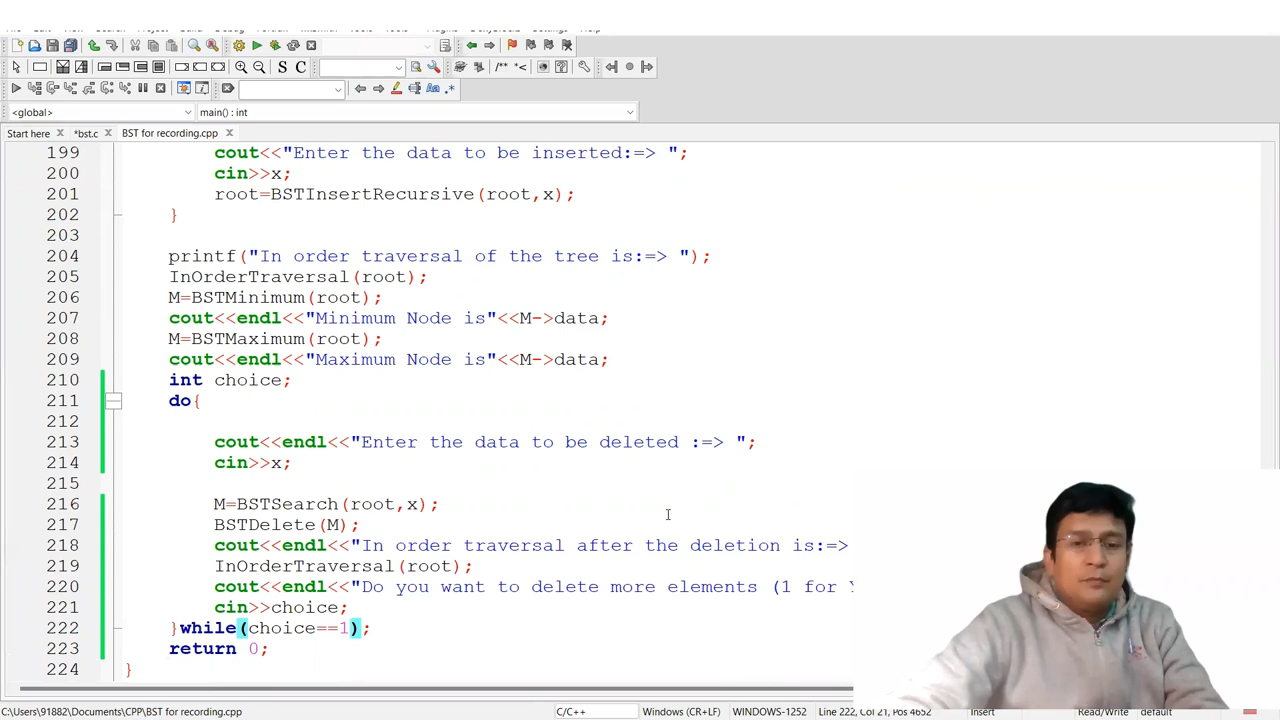 <global>
main() : int
Start here
*bst.c
BST for recording.cpp
199 cout<<"Enter the data to be inserted:=> ";
200 cin>>x;
201 root=BSTInsertRecursive(root,x);
202 }
203
204 printf("In order traversal of the tree is:=> ");
205 InOrderTraversal(root);
206 M=BSTMinimum(root);
207 cout<<endl<<"Minimum Node is"<<M->data;
208 M=BSTMaximum(root);
209 cout<<endl<<"Maximum Node is"<<M->data;
210 int choice;
211 do{
212
213 cout<<endl<<"Enter the data to be deleted :=> ";
214 cin>>x;
215
216 M=BSTSearch(root,x);
217 BSTDelete(M);
218 cout<<endl<<"In order traversal after the deletion is:=>
219 InOrderTraversal(root);
220 cout<<endl<<"Do you want to delete more elements (1 for Y
221 cin>>choice;
222 }while(choice==1);
223 return 0;
224 }
C:\Users\91882\Documents\CPP\BST for recording.cpp
C/C++
Windows (CR+LF)
WINDOWS-1252
Line 222, Col 21, Pos 4652
Insert
Read/Write
default